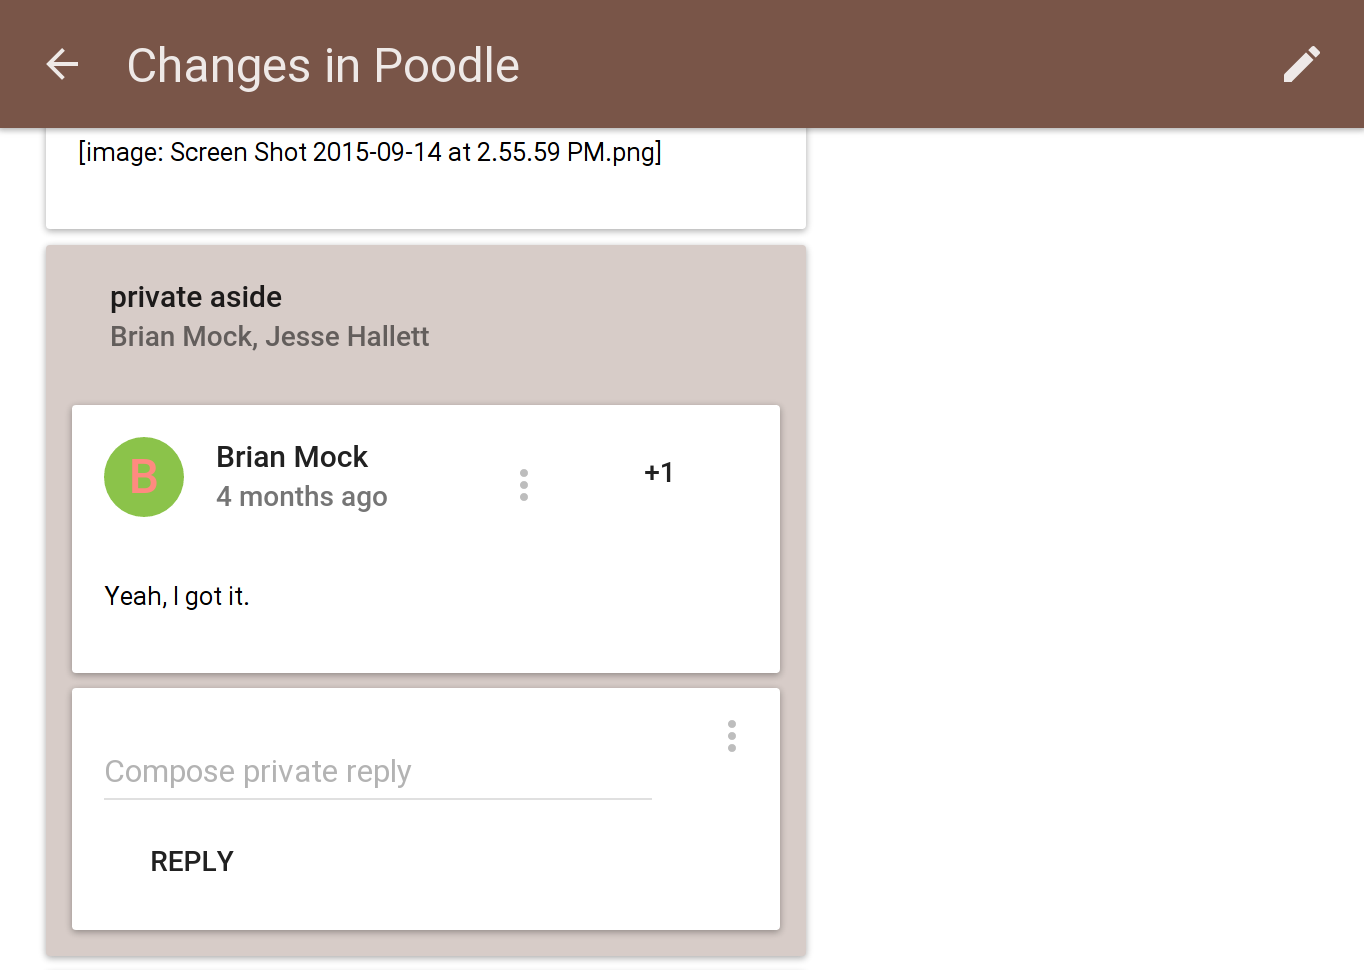 Changes in Poodle
[image: Screen Shot 2015-09-14 at 2.55.59 PM.png]
private aside
Brian Mock, Jesse Hallett
B
Brian Mock
4 months ago
+1
Yeah, I got it.
Compose private reply
REPLY